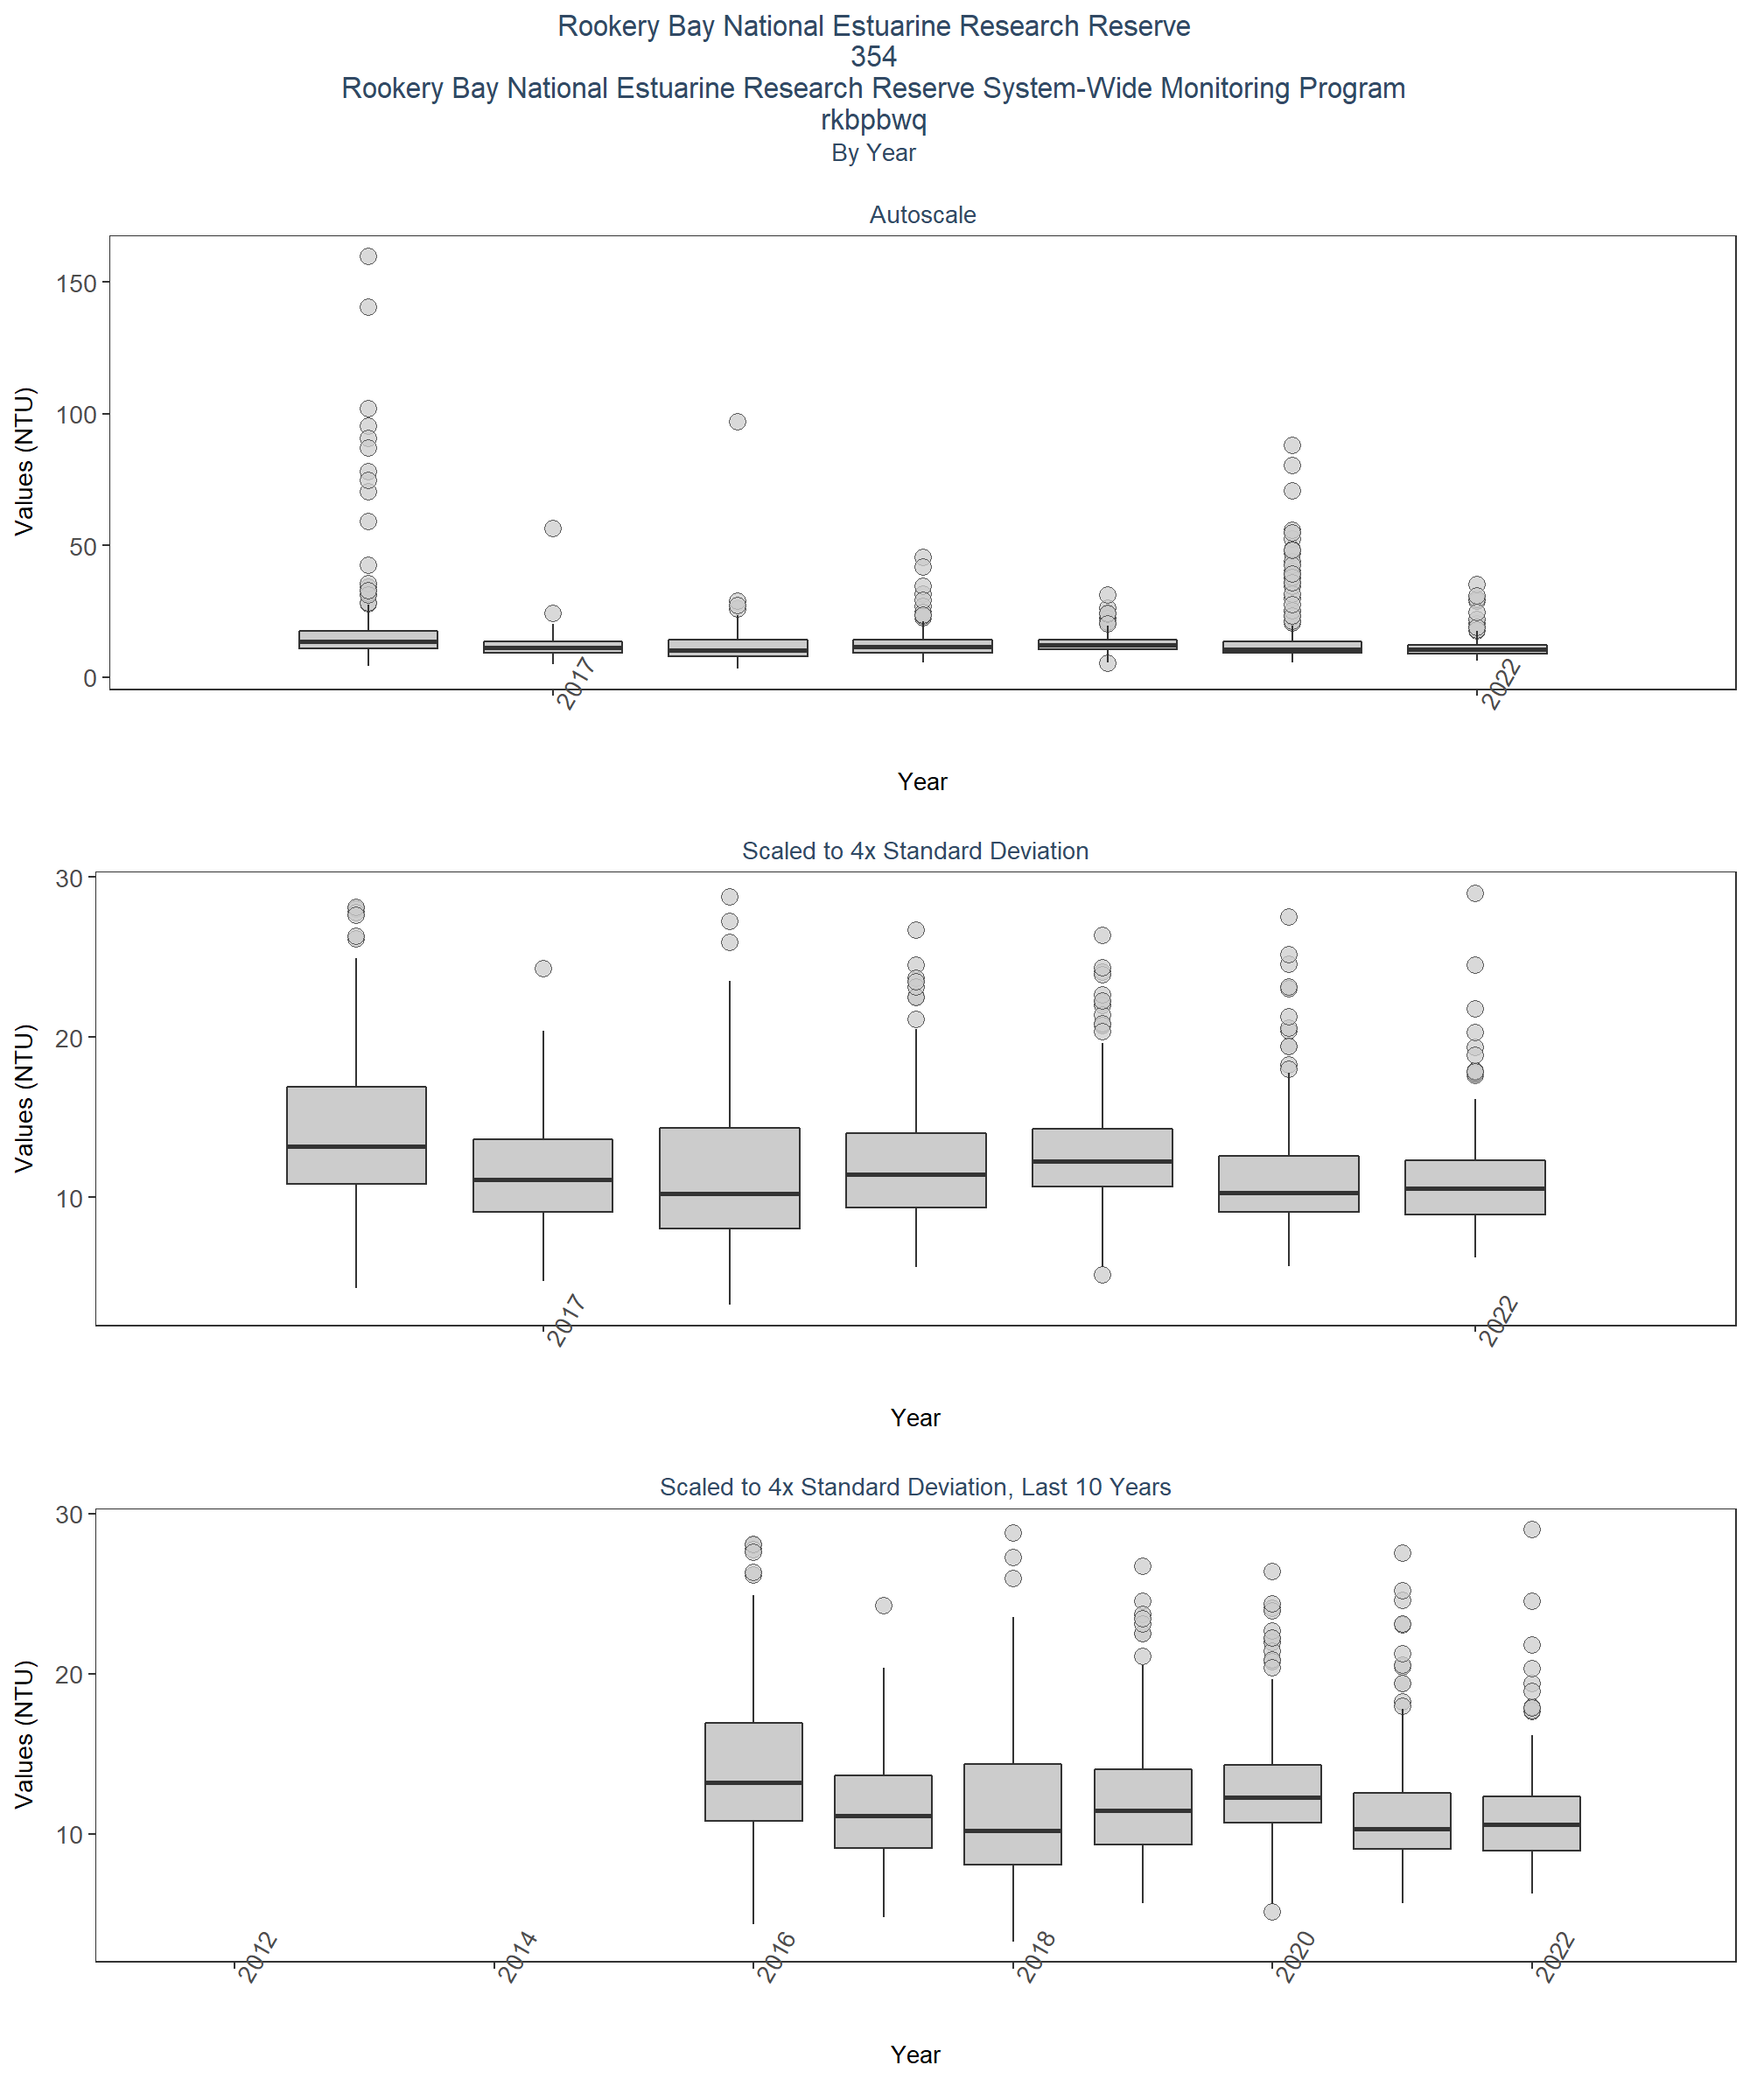 Rookery Bay National Estuarine Research Reserve
354
Rookery Bay National Estuarine Research Reserve System-Wide Monitoring Program
rkbpbwq
By Year
Autoscale
Values (NTU)
150
100
50
0
2017
2022
Year
Scaled to 4x Standard Deviation
Values (NTU)
30
20
10
2017
2022
Year
Scaled to 4x Standard Deviation, Last 10 Years
Values (NTU)
30
20
10
2012
2014
2016
2018
2020
2022
Year